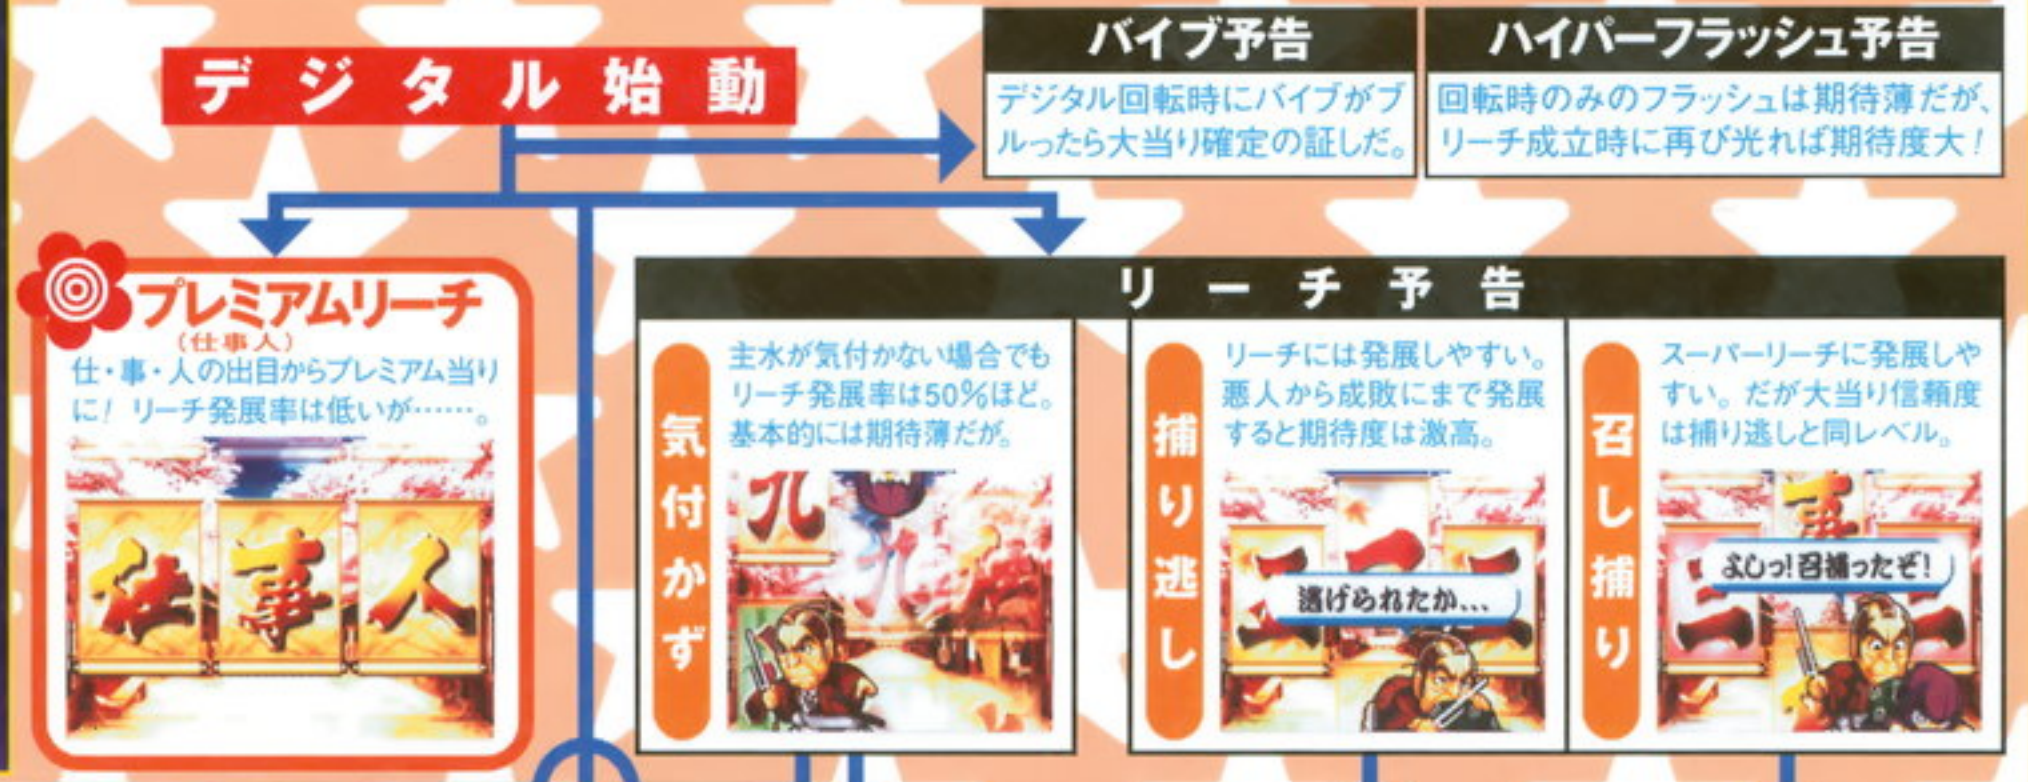 デジタル始動
バイブ予告
デジタル回転時にバイブがブ
ルったら大当り確定の証しだ。
ハイパーフラッシュ予告
回転時のみのフラッシュは期待薄だが、
リーチ成立時に再び光れば期待度大!
プレミアムリーチ
(仕事人)
仕・事・人の出目からプレミアム当り
に! リーチ発展率は低いが……。
仕 事 人
リーチ予告
気付かず
主水が気付かない場合でも
リーチ発展率は50%ほど。
基本的には期待薄だが。
九
捕り逃し
リーチには発展しやすい。
悪人から成敗にまで発展
すると期待度は激高。
二 一 二
逃げられたか…
召し捕り
スーパーリーチに発展しや
すい。だが大当り信頼度
は捕り逃しと同レベル。
事
三 三
よしっ!召捕ったぞ!